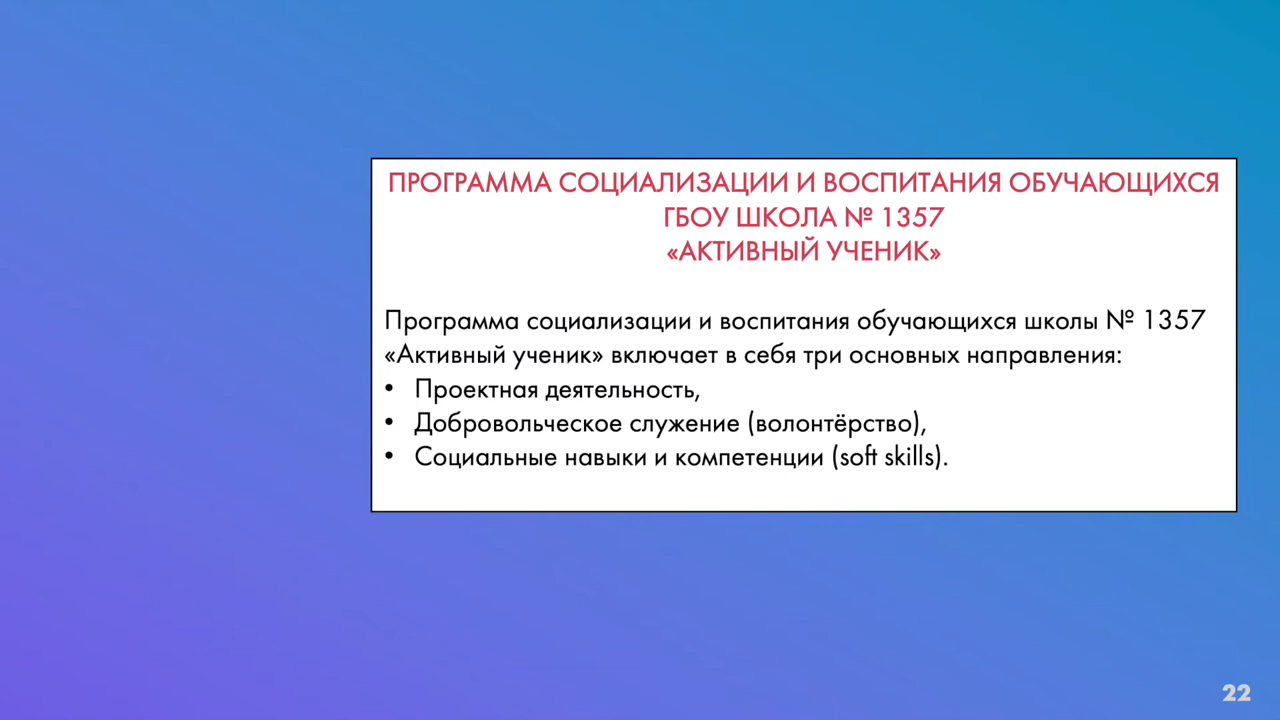 ПРОГРАММА СОЦИАЛИЗАЦИИ И ВОСПИТАНИЯ ОБУЧАЮЩИХСЯ
ГБОУ ШКОЛА № 1357
«АКТИВНЫЙ УЧЕНИК»
Программа социализации и воспитания обучающихся школы № 1357
«Активный ученик» включает в себя три основных направления:
• Проектная деятельность,
• Добровольческое служение (волонтёрство),
• Социальные навыки и компетенции (soft skills).
22